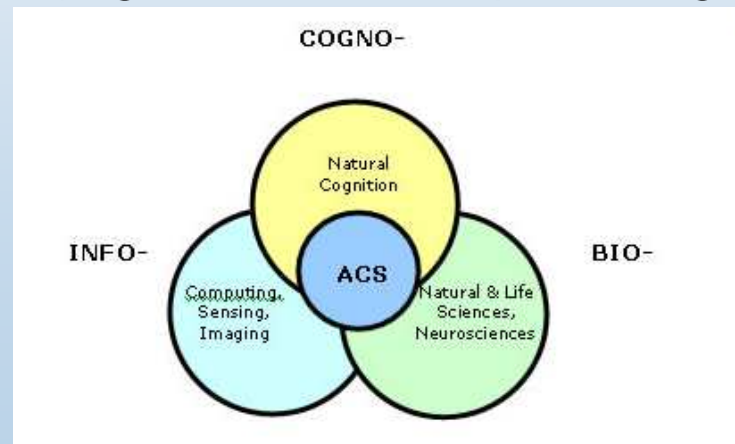 COGNO-
Natural
Cognition
INFO-
BIO-
ACS
Computing,
Sensing,
Imaging
Natural & Life
Sciences,
Neurosciences